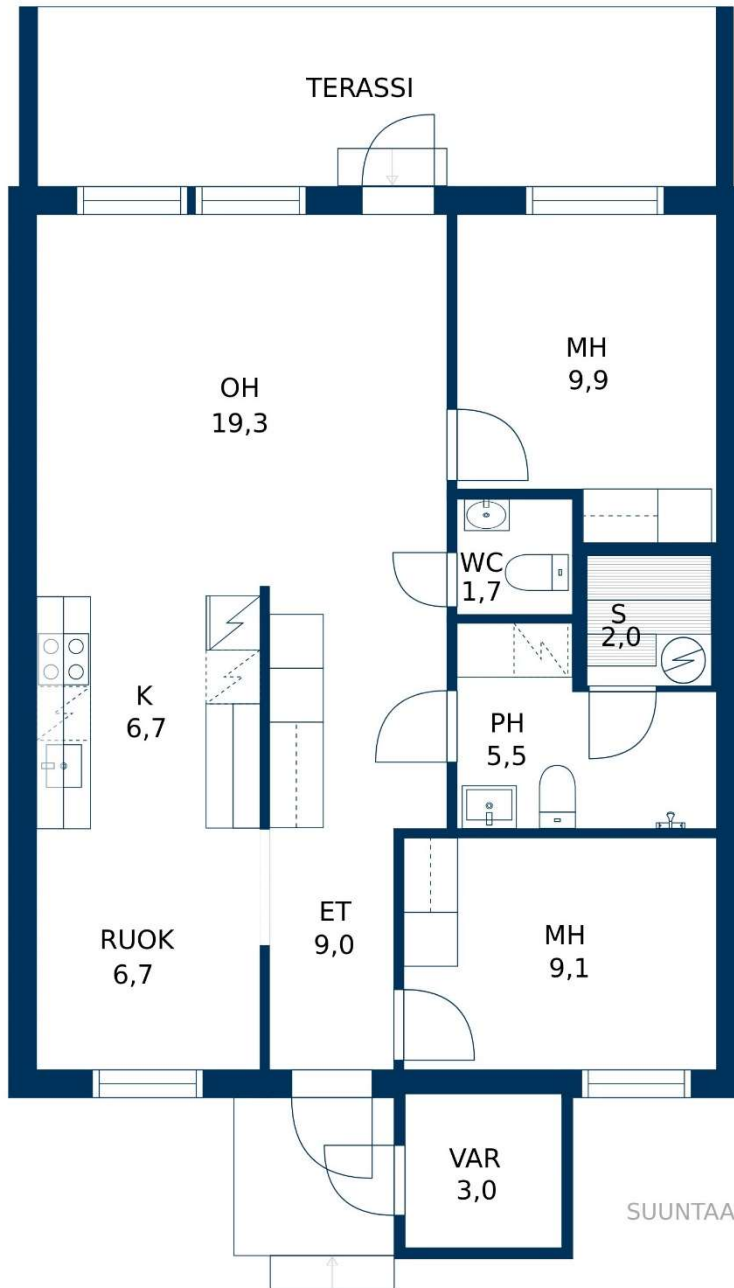 TERASSI
MH
9,9
OH
19,3
WC
1,7
S
2,0
K
6,7
PH
5,5
ET
9,0
RUOK
6,7
MH
9,1
VAR
3,0
SUUNTAA